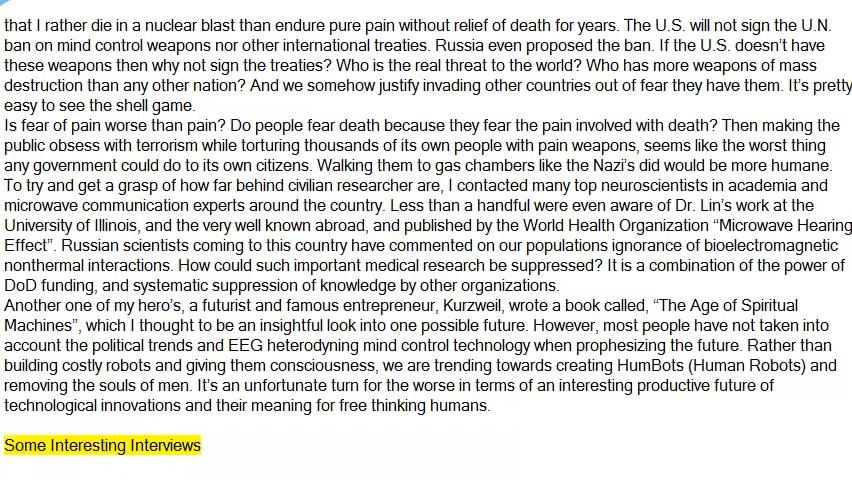 that I rather die in a nuclear blast than endure pure pain without relief of death for years. The U.S. will not sign the U.N.
ban on mind control weapons nor other international treaties. Russia even proposed the ban. If the U.S. doesn't have
these weapons then why not sign the treaties? Who is the real threat to the world? Who has more weapons of mass
destruction than any other nation? And we somehow justify invading other countries out of fear they have them. It's pretty
easy to see the shell game.
Is fear of pain worse than pain? Do people fear death because they fear the pain involved with death? Then making the
public obsess with terrorism while torturing thousands of its own people with pain weapons, seems like the worst thing
any government could do to its own citizens. Walking them to gas chambers like the Nazi's did would be more humane.
To try and get a grasp of how far behind civilian researcher are, I contacted many top neuroscientists in academia and
microwave communication experts around the country. Less than a handful were even aware of Dr. Lin's work at the
University of Illinois, and the very well known abroad, and published by the World Health Organization "Microwave Hearing
Effect". Russian scientists coming to this country have commented on our populations ignorance of bioelectromagnetic
nonthermal interactions. How could such important medical research be suppressed? It is a combination of the power of
DoD funding, and systematic suppression of knowledge by other organizations.
Another one of my hero's, a futurist and famous entrepreneur, Kurzweil, wrote a book called, "The Age of Spiritual
Machines", which I thought to be an insightful look into one possible future. However, most people have not taken into
account the political trends and EEG heterodyning mind control technology when prophesizing the future. Rather than
building costly robots and giving them consciousness, we are trending towards creating HumBots (Human Robots) and
removing the souls of men. It's an unfortunate turn for the worse in terms of an interesting productive future of
technological innovations and their meaning for free thinking humans.
Some Interesting Interviews